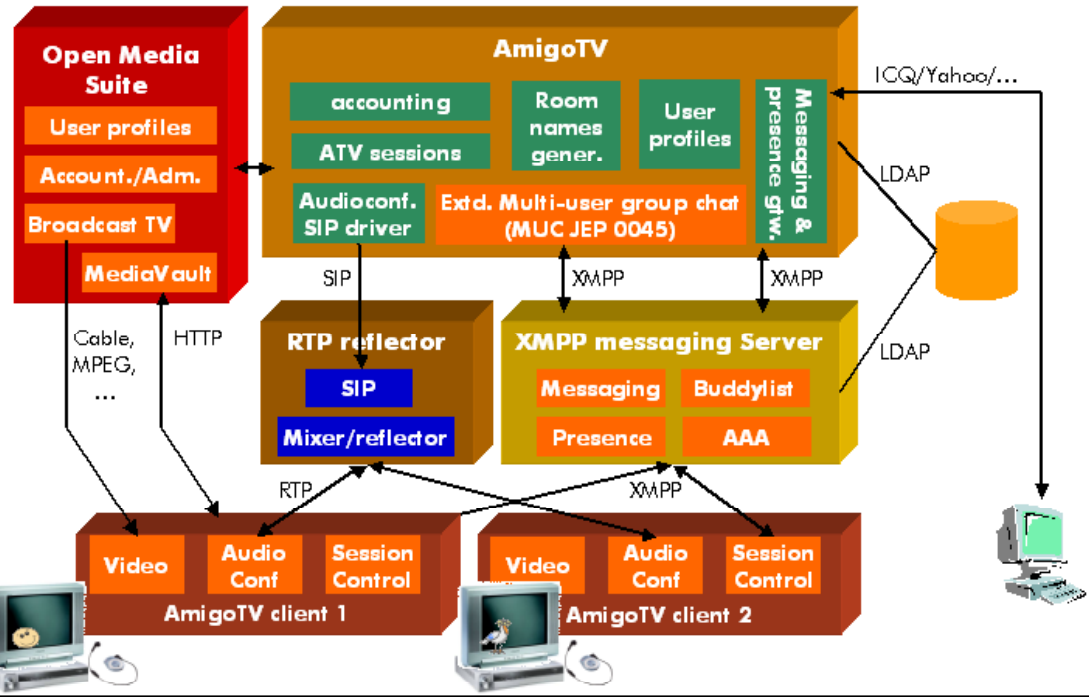 Open Media
Suite
User profiles
Account./Adm.
Broadcast TV
MediaVault
AmigoTV
accounting
ATV sessions
Audioconf.
SIP driver
Room
names
gener.
User
profiles
Extd. Multi-user group chat
(MUC JEP 0045)
Messaging &
presence gtw.
ICQ/Yahoo/...
LDAP
SIP
XMPP
XMPP
Cable,
MPEG,
...
HTTP
RTP reflector
SIP
Mixer/reflector
XMPP messaging Server
Messaging
Buddylist
Presence
AAA
LDAP
RTP
XMPP
Video
Audio
Conf
Session
Control
AmigoTV client 1
Video
Audio
Conf
Session
Control
AmigoTV client 2